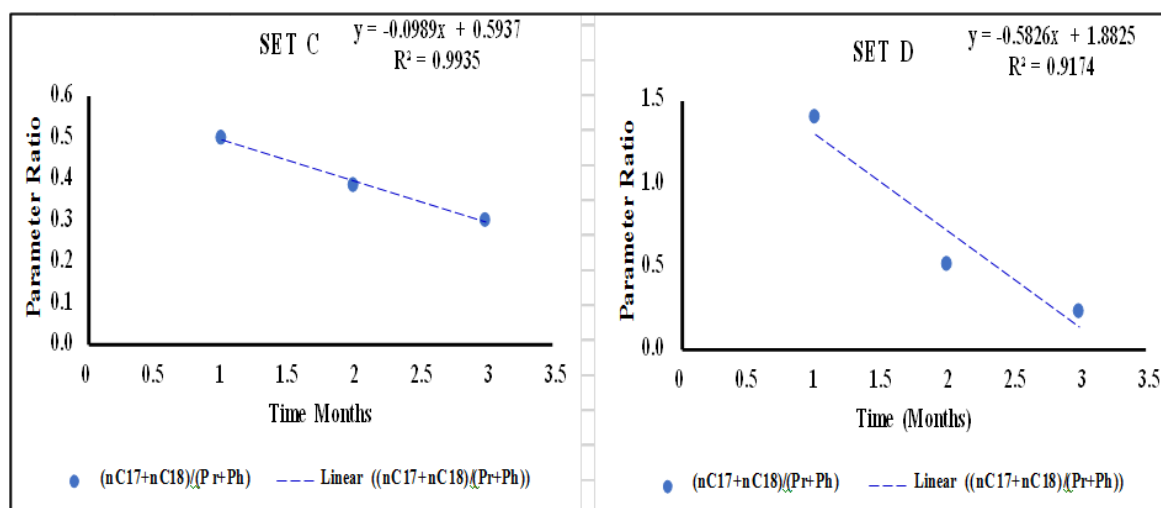 SET C
y = -0.0989x + 0.5937
R² = 0.9935
Parameter Ratio
0.6
0.5
0.4
0.3
0.2
0.1
0.0
0 0.5 1 1.5 2 2.5 3 3.5
Time Months
(nC17+nC18)/(Pr+Ph) Linear ((nC17+nC18)/(Pr+Ph))
SET D
y = -0.5826x + 1.8825
R² = 0.9174
Parameter Ratio
1.5
1.0
0.5
0.0
0 0.5 1 1.5 2 2.5 3 3.5
Time (Months)
(nC17+nC18)/(Pr+Ph) Linear ((nC17+nC18)/(Pr+Ph))